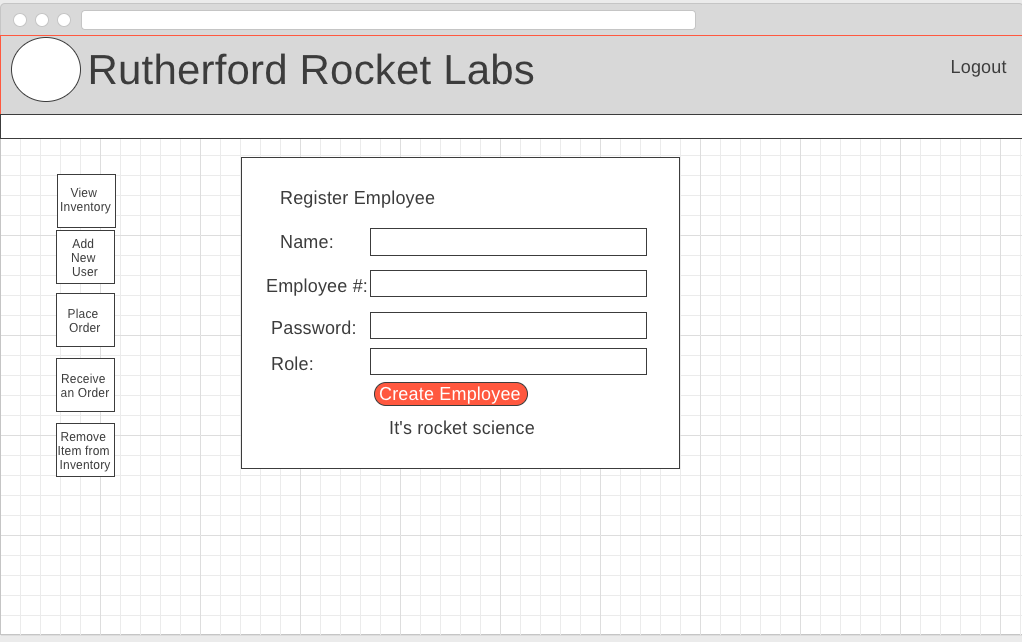 Rutherford Rocket Labs
Logout
View
Inventory
Add
New
User
Place
Order
Receive
an Order
Remove
Item from
Inventory
Register Employee
Name:
Employee #:
Password:
Role:
Create Employee
It's rocket science